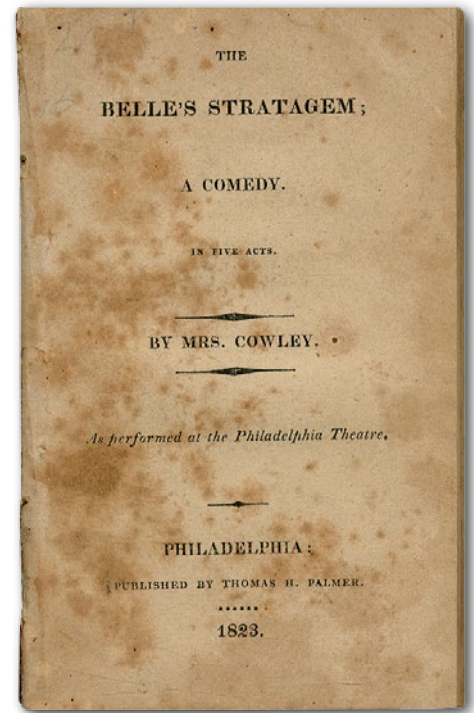 THE
BELLE'S STRATAGEM;
A COMEDY.
IN FIVE ACTS.
BY MRS. COWLEY.
As performed at the Philadelphia Theatre.
PHILADELPHIA:
PUBLISHED BY THOMAS H. PALMER.
......
1823.